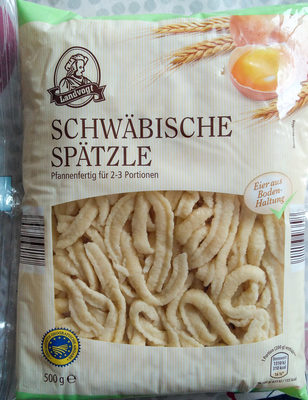 Landvogt
SCHWÄBISCHE
SPÄTZLE
Pfannenfertig für 2-3 Portionen
Eier aus
Boden-
Haltung
500 g e